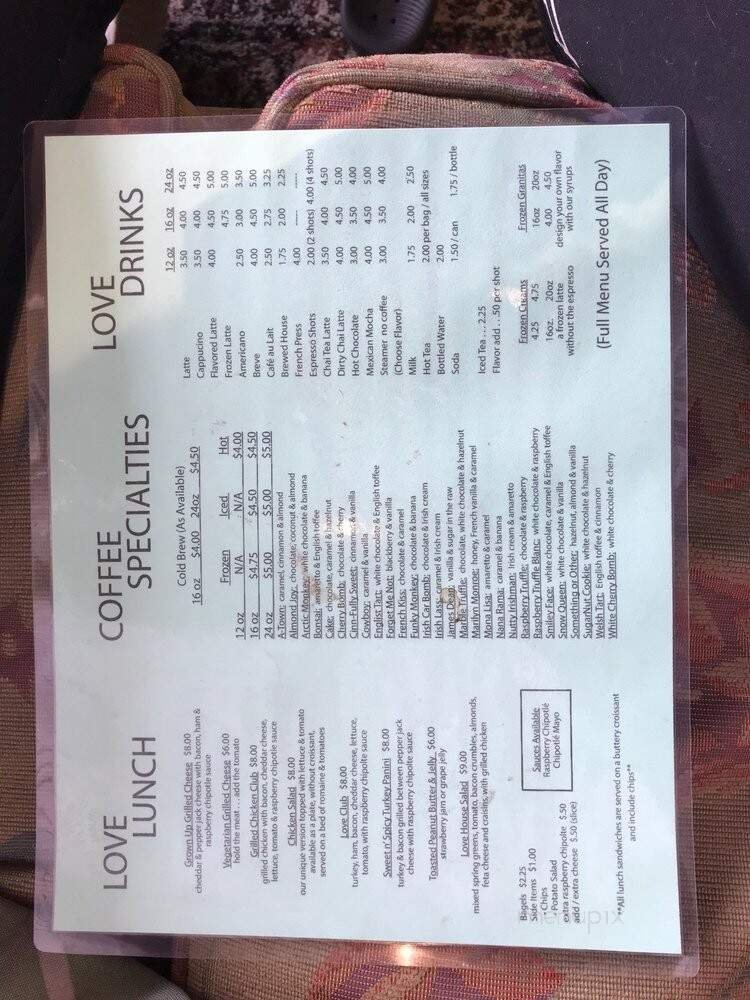 LOVE
LUNCH
Grown Up Grilled Cheese $8.00
cheddar & pepper jack cheese with bacon, ham &
raspberry chipotle sauce
Vegetarian Grilled Cheese $6.00
hold the meat . . . add the tomato
Grilled Chicken Club $8.00
grilled chicken with bacon, cheddar cheese,
lettuce, tomato & raspberry chipotle sauce
Chicken Salad $8.00
our unique version topped with lettuce & tomato
available as a plate, without croissant,
served on a bed of romaine & tomatoes
Love Club $8.00
turkey, ham, bacon, cheddar cheese, lettuce,
tomato, with raspberry chipolte sauce
Sweet n' Spicy Turkey Panini $8.00
turkey & bacon grilled between pepper jack
cheese with raspberry chipolte sauce
Toasted Peanut Butter & Jelly $6.00
strawberry jam or grape jelly
Love House Salad $9.00
mixed spring greens, tomato, bacon crumbles, almonds,
feta cheese and craisins with grilled chicken
Bagels $2.25
Side Items $1.00
Chips
Potato Salad
extra raspberry chipolte $.50
add / extra cheese $.50 (slice)
Sauces Available
Raspberry Chipotlé
Chipotlé Mayo
**All lunch sandwiches are served on a buttery croissant
and include chips**
COFFEE
SPECIALTIES
Cold Brew (As Available)
16 oz $4.00 24oz $4.50
Frozen Iced Hot
12 oz N/A N/A $4.00
16 oz $4.75 $4.50 $4.50
24 oz $5.00 $5.00 $5.00
A-Town: caramel, cinnamon & almond
Almond Joy: chocolate, coconut & almond
Arctic Monkey: white chocolate & banana
Bonsai: amaretto & English toffee
Cake: chocolate, caramel & hazelnut
Cherry Bomb: chocolate & cherry
Cinn-Fully Sweet: cinnamon & vanilla
Cowboy: caramel & vanilla
English Tart: white chocolate & English toffee
Forget Me Not: blackberry & vanilla
French Kiss: chocolate & caramel
Funky Monkey: chocolate & banana
Irish Car Bomb: chocolate & Irish cream
Irish Lass: caramel & Irish cream
James Dean: vanilla & sugar in the raw
Marble Truffle: chocolate, white chocolate & hazelnut
Marilyn Monroe: honey, French vanilla & caramel
Mona Lisa: amaretto & caramel
Nana Rama: caramel & banana
Nutty Irishman: Irish cream & amaretto
Raspberry Truffle: chocolate & raspberry
Raspberry Truffle Blanc: white chocolate & raspberry
Smiley Face: white chocolate, caramel & English toffee
Snow Queen: white chocolate & vanilla
Something or Other: hazelnut, almond & vanilla
SugarNut Cookie: white chocolate & hazelnut
Welsh Tart: English toffee & cinnamon
White Cherry Bomb: white chocolate & cherry
LOVE
DRINKS
12 oz 16 oz 24 oz
Latte 3.50 4.00 4.50
Cappucino 3.50 4.00 4.50
Flavored Latte 4.00 4.50 5.00
Frozen Latte 4.75 5.00
Americano 2.50 3.00 3.50
Breve 4.00 4.50 5.00
Café au Lait 2.50 2.75 3.25
Brewed House 1.75 2.00 2.25
French Press 4.00 ----- -----
Espresso Shots 2.00 (2 shots) 4.00 (4 shots)
Chai Tea Latte 3.50 4.00 4.50
Dirty Chai Latte 4.00 4.50 5.00
Hot Chocolate 3.00 3.50 4.00
Mexican Mocha 4.00 4.50 5.00
Steamer no coffee 3.00 3.50 4.00
(Choose Flavor)
Milk 1.75 2.00 2.50
Hot Tea 2.00 per bag / all sizes
Bottled Water 2.00
Soda 1.50 / can 1.75 / bottle
Iced Tea . . . 2.25
Flavor add . . .50 per shot
Frozen Creams
4.25 4.75
16oz. 20oz
a frozen latte
without the espresso
Frozen Granitas
16oz 20oz
4.00 4.50
design your own flavor
with our syrups
(Full Menu Served All Day)